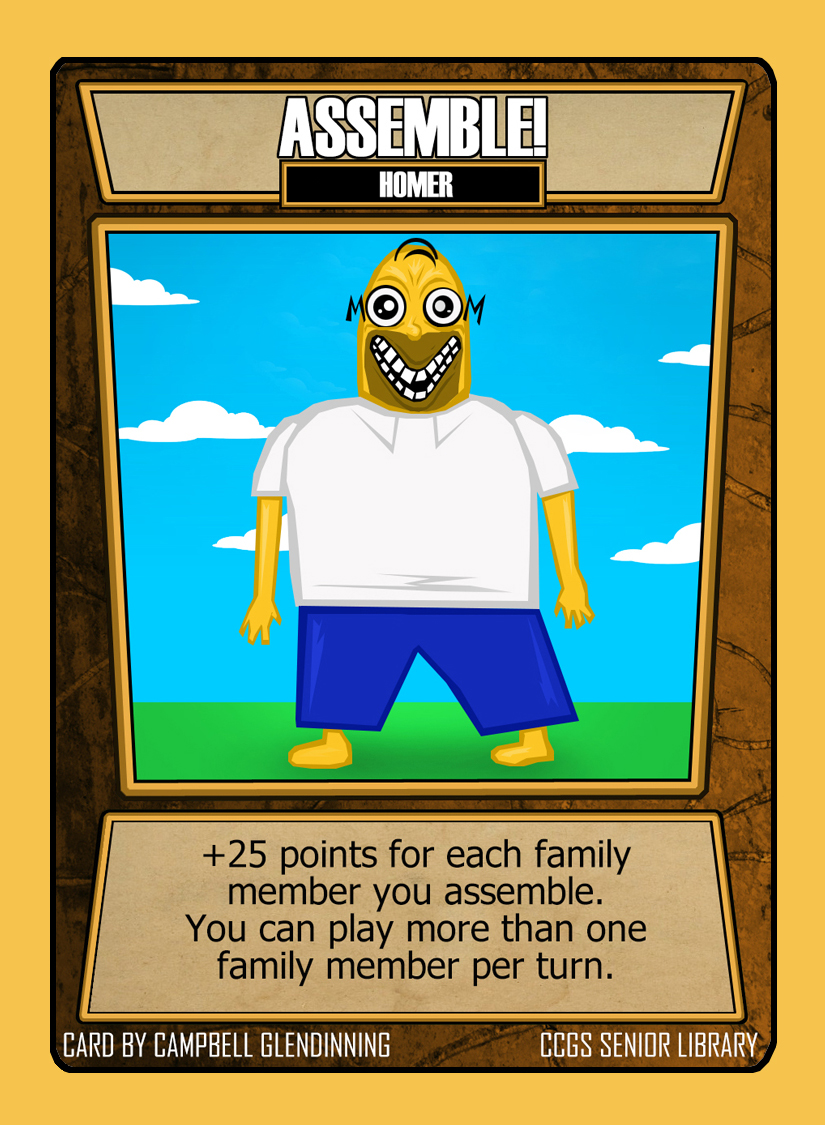 ASSEMBLE!
HOMER
+25 points for each family
member you assemble.
You can play more than one
family member per turn.
CARD BY CAMPBELL GLENDINNING
CCGS SENIOR LIBRARY